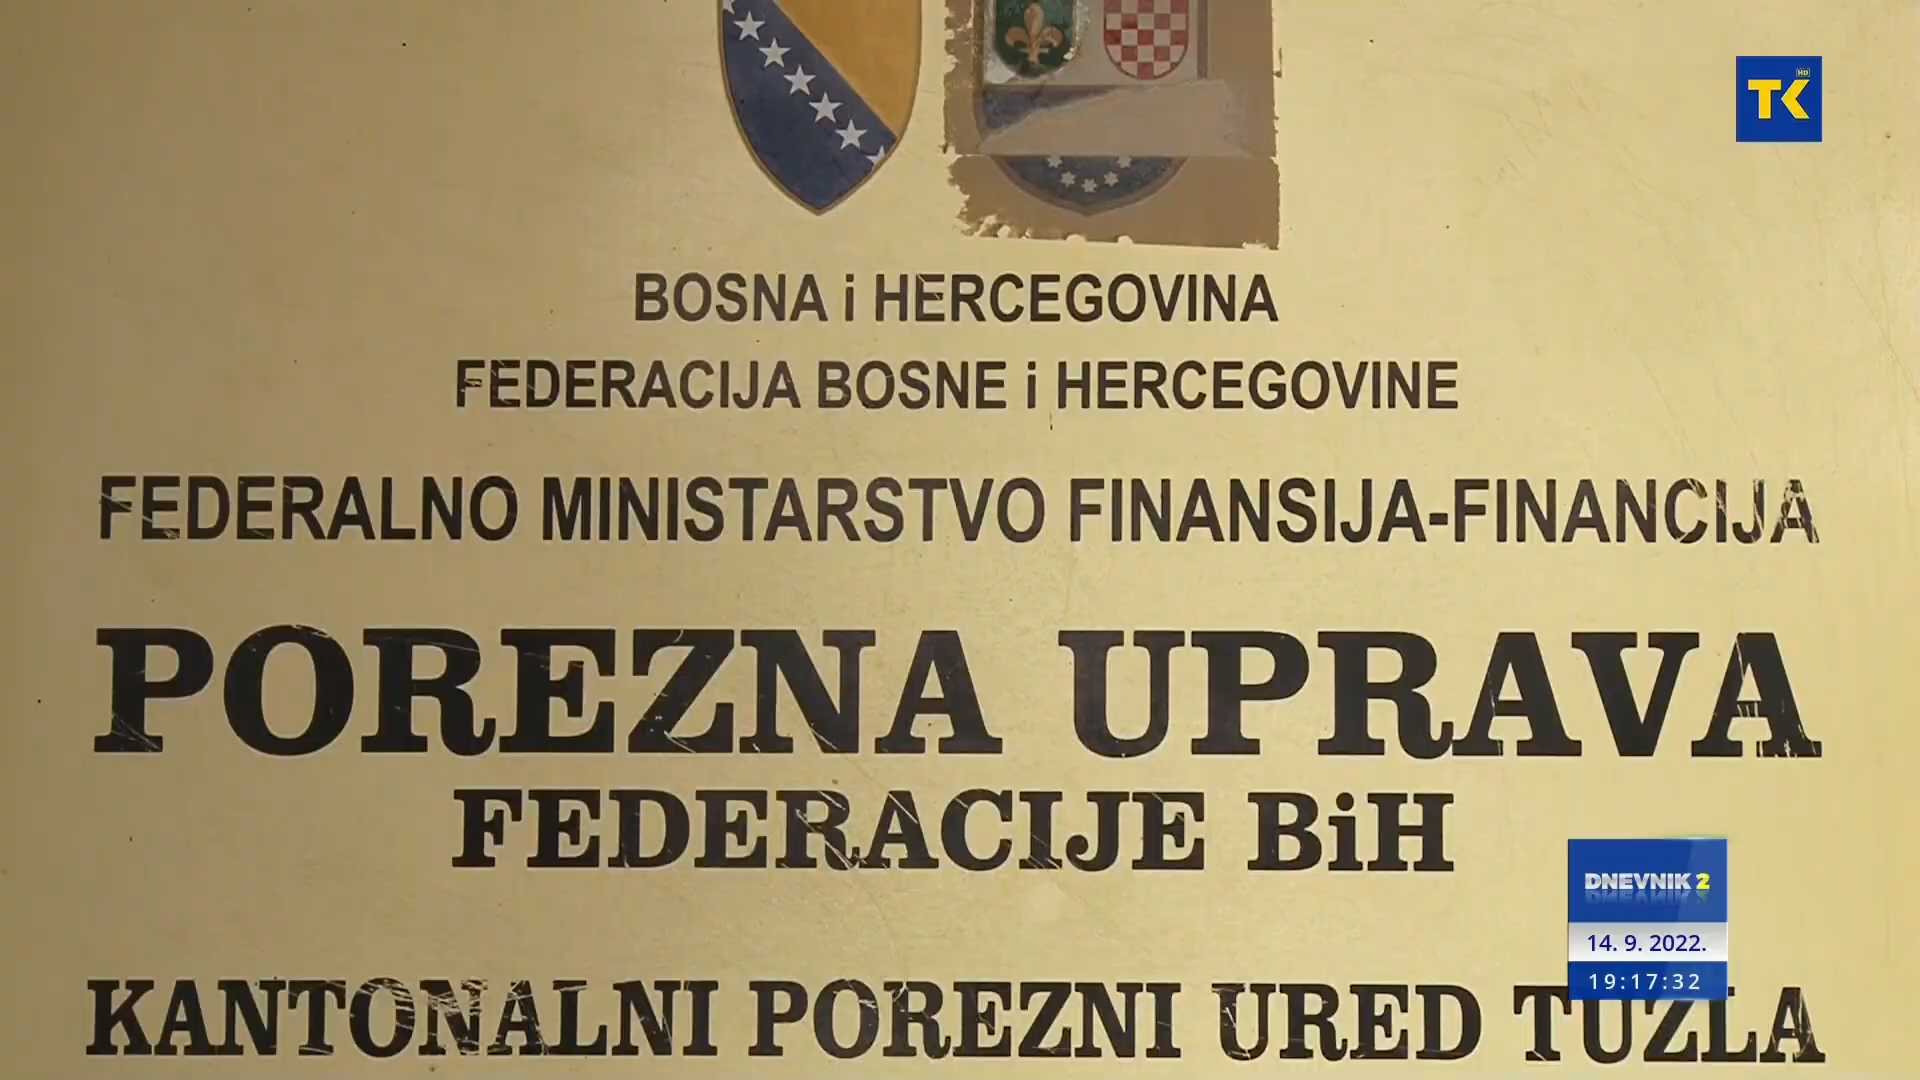 TK HD
BOSNA i HERCEGOVINA
FEDERACIJA BOSNE i HERCEGOVINE
FEDERALNO MINISTARSTVO FINANSIJA-FINANCIJA
POREZNA UPRAVA
FEDERACIJE BiH
DNEVNIK 2
14. 9. 2022.
19:17:32
KANTONALNI POREZNI URED TUZLA